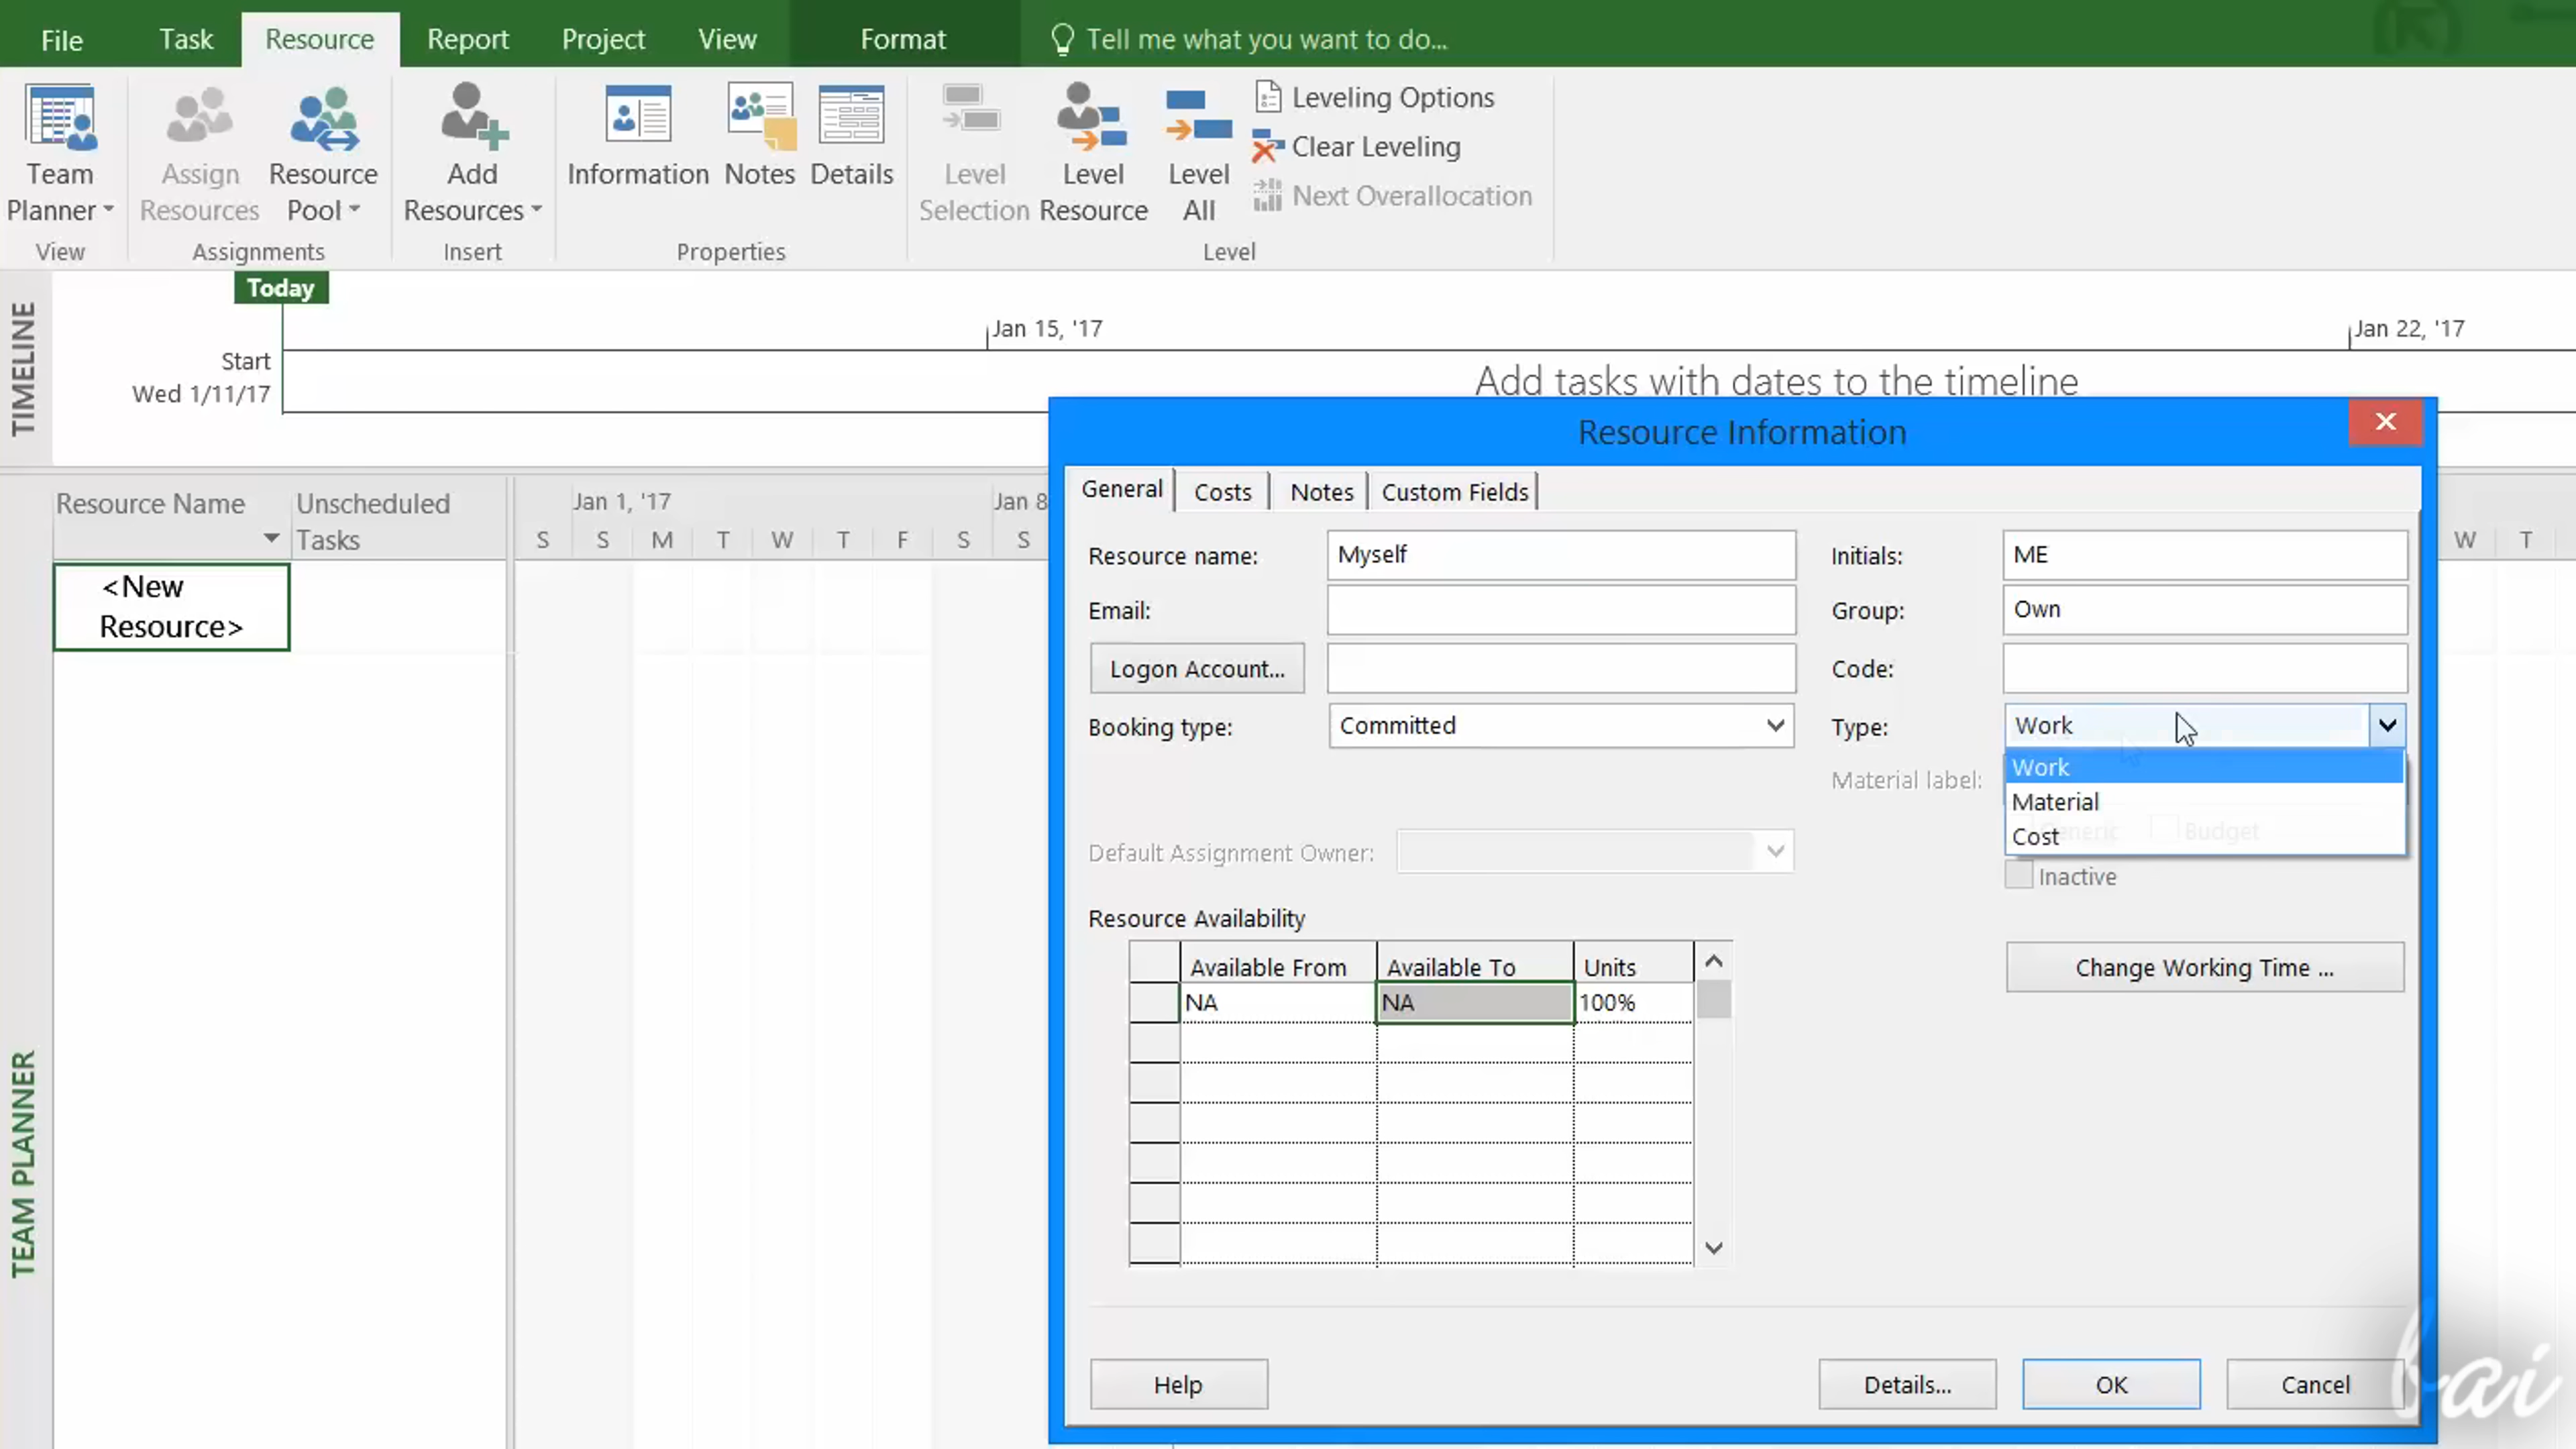 File Task Resource Report Project View Format Tell me what you want to do...
Team Planner
Assign Resources
Resource Pool
Add Resources
Information
Notes
Details
Level Selection
Level Resource
Level All
Leveling Options
Clear Leveling
Next Overallocation
View Assignments Insert Properties Level
TIMELINE
Today
Jan 15, '17 Jan 22, '17
Start
Wed 1/11/17
Add tasks with dates to the timeline
TEAM PLANNER
Resource Name
Unscheduled
Tasks
Jan 1, '17 Jan 8
S S M T W T F S S W T
<New
Resource>
Resource Information
General Costs Notes Custom Fields
Resource name: Myself Initials: ME
Email: Group: Own
Logon Account... Code:
Booking type: Committed Type: Work
Work
Material label:
Material
Generic Budget
Cost
Default Assignment Owner:
Inactive
Resource Availability
Available From Available To Units
NA NA 100%
Change Working Time ...
Help Details... OK Cancel
kai